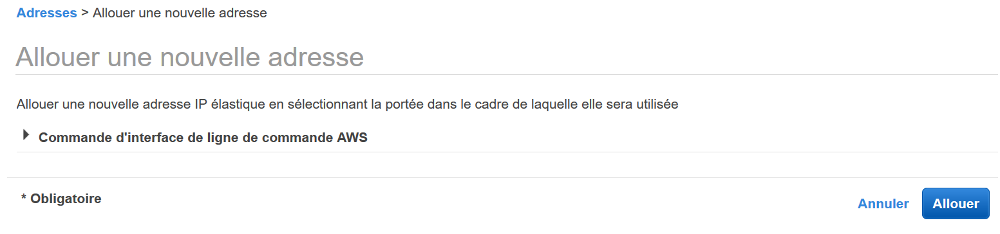 Adresses > Allouer une nouvelle adresse
Allouer une nouvelle adresse
Allouer une nouvelle adresse IP élastique en sélectionnant la portée dans le cadre de laquelle elle sera utilisée
Commande d'interface de ligne de commande AWS
* Obligatoire
Annuler Allouer